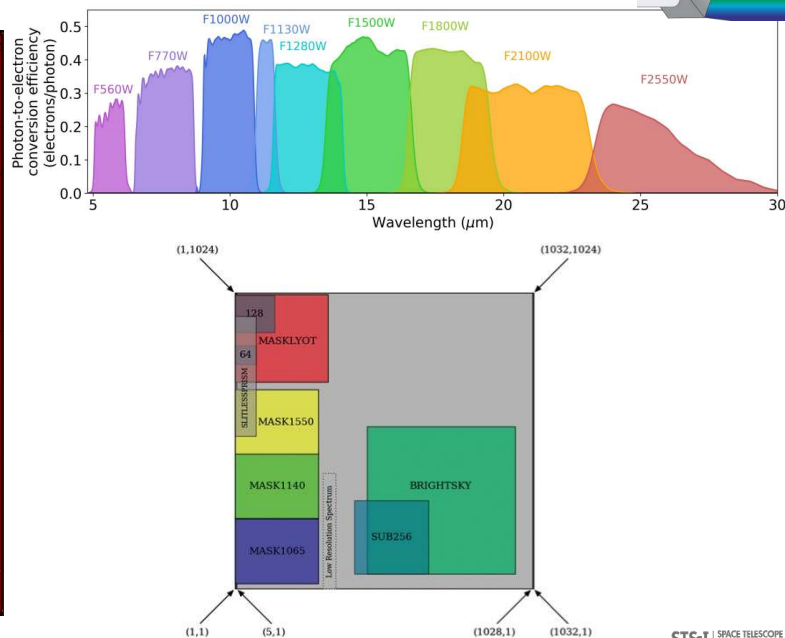 F560W
F770W
F1000W
F1130W
F1280W
F1500W
F1800W
F2100W
F2550W
Photon-to-electron
conversion efficiency
(electrons/photon)
0.5
0.4
0.3
0.2
0.1
0.0
5
10
15
20
25
30
Wavelength (μm)
(1,1024)
(1032,1024)
128
MASKLYOT
64
SLITLESSPRISM
MASK1550
MASK1140
MASK1065
Low Resolution Spectrum
BRIGHTSKY
SUB256
(1,1)
(5,1)
(1028,1)
(1032,1)
SPACE TELESCOPE